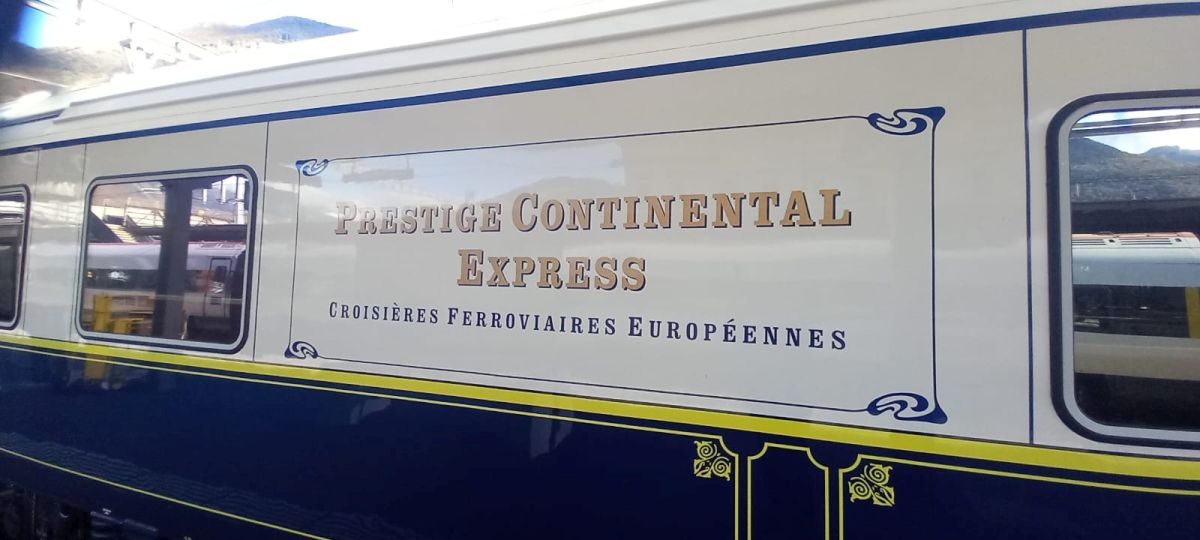 PRESTIGE CONTINENTAL
EXPRESS
CROISIÈRES FERROVIAIRES EUROPÉENNES